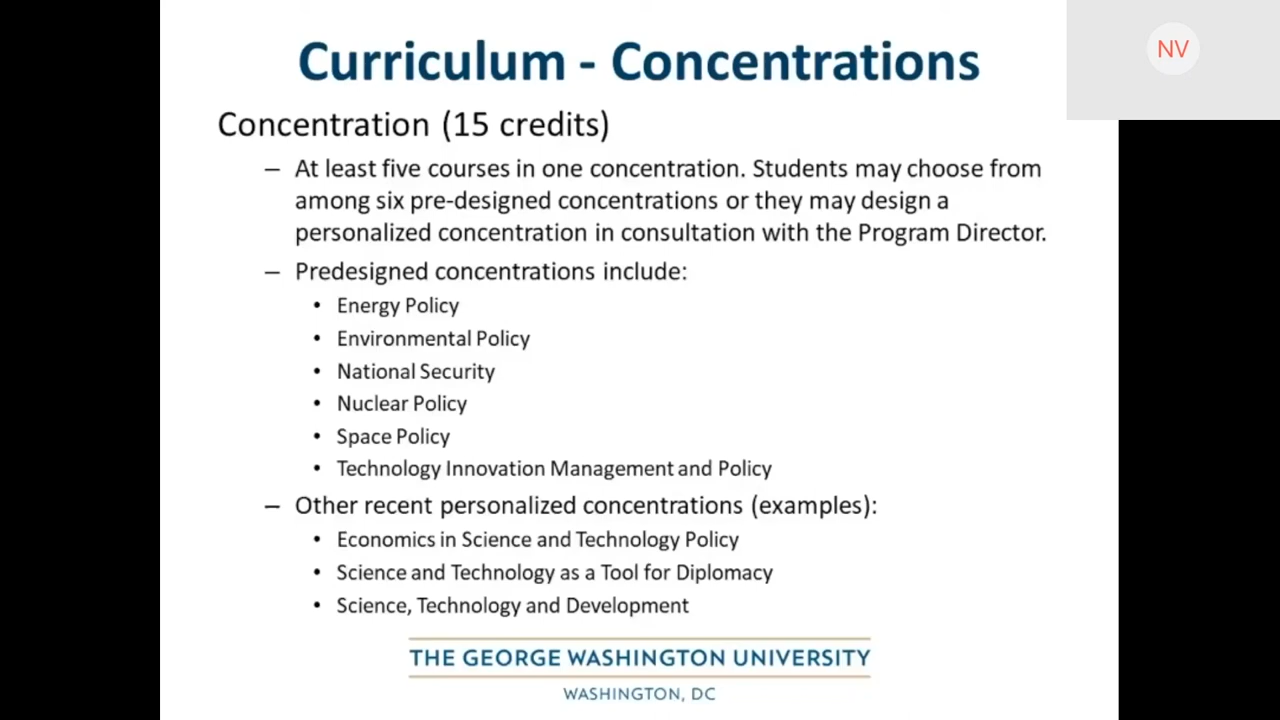 Curriculum - Concentrations
NV
Concentration (15 credits)
– At least five courses in one concentration. Students may choose from
among six pre-designed concentrations or they may design a
personalized concentration in consultation with the Program Director.
– Predesigned concentrations include:
• Energy Policy
• Environmental Policy
• National Security
• Nuclear Policy
• Space Policy
• Technology Innovation Management and Policy
– Other recent personalized concentrations (examples):
• Economics in Science and Technology Policy
• Science and Technology as a Tool for Diplomacy
• Science, Technology and Development
THE GEORGE WASHINGTON UNIVERSITY
WASHINGTON, DC